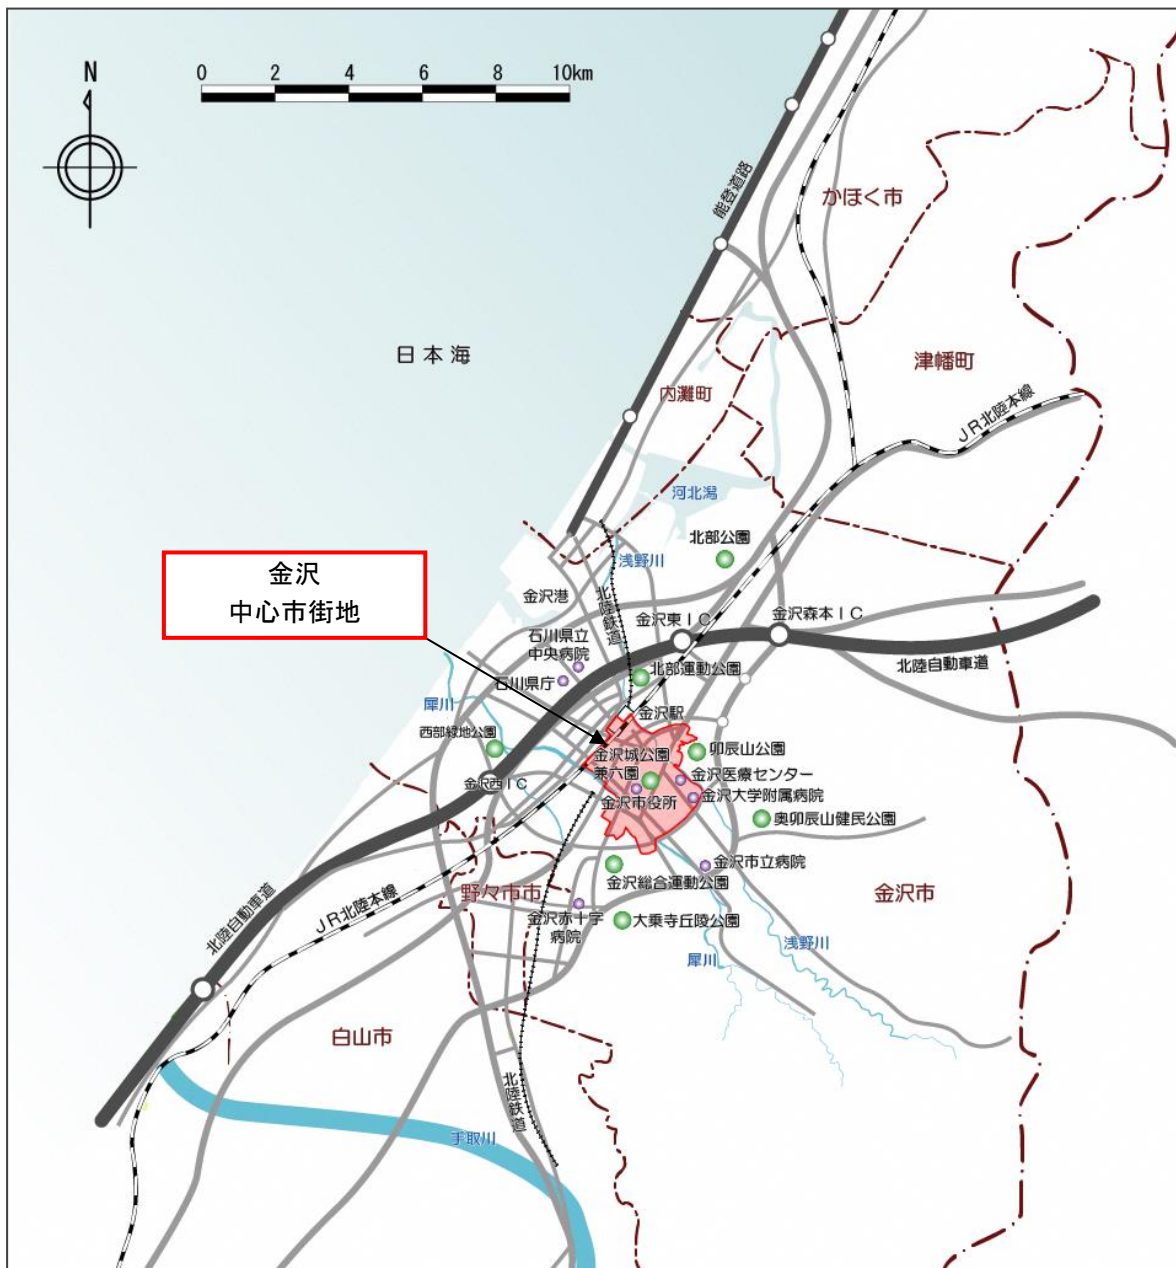 N
0 2 4 6 8 10km
能登道路
かほく市
日本海
津幡町
内灘町
JR北陸本線
河北潟
北部公園
浅野川
金沢
中心市街地
金沢港
北陸鉄道
金沢東IC
金沢森本IC
石川県立
中央病院
北陸自動車道
北部運動公園
石川県庁
犀川
金沢駅
西部緑地公園
金沢城公園
兼六園
卯辰山公園
金沢西IC
金沢医療センター
金沢市役所
金沢大学附属病院
奥卯辰山健民公園
金沢市立病院
金沢総合運動公園
野々市市
金沢市
北陸自動車道
JR北陸本線
金沢赤十字
病院
大乗寺丘陵公園
浅野川
犀川
白山市
北陸鉄道
手取川